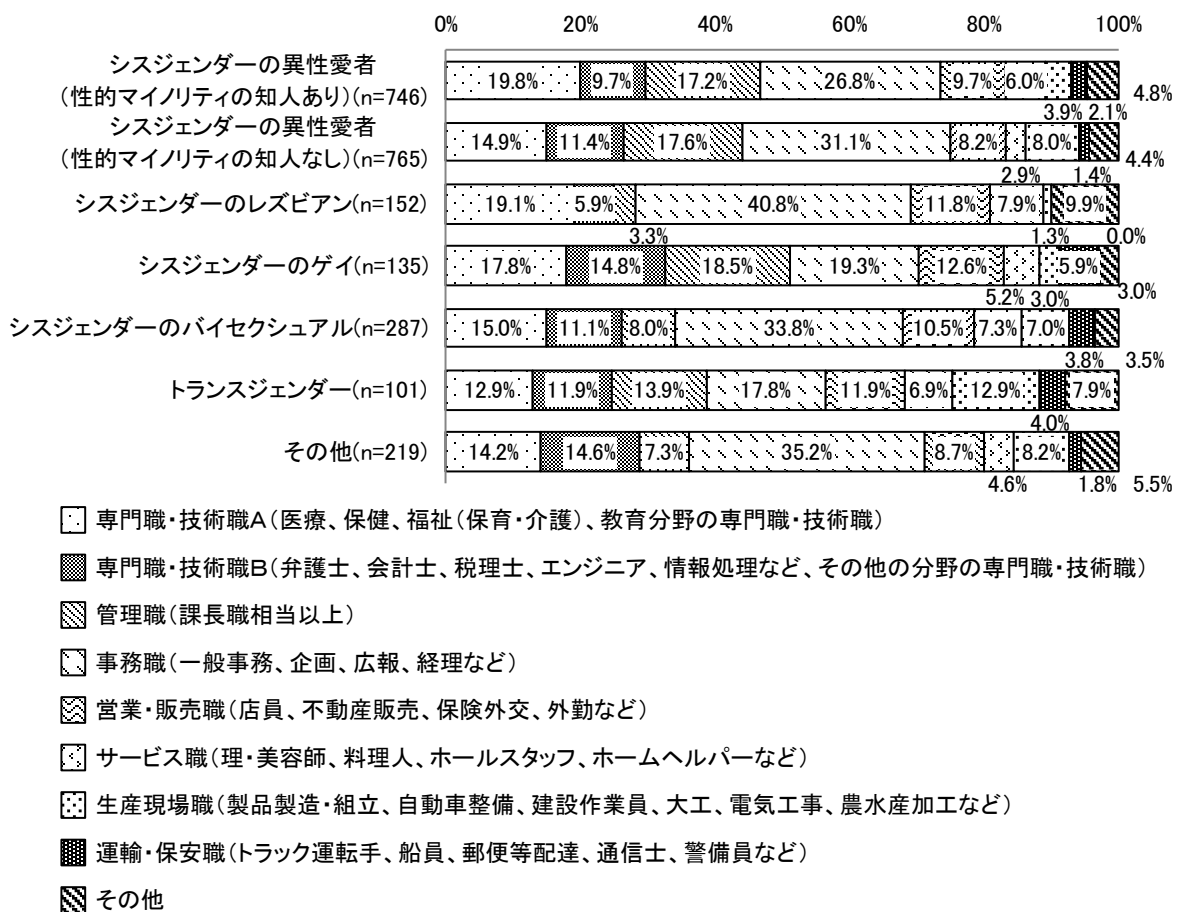 0% 20% 40% 60% 80% 100%
シスジェンダーの異性愛者
(性的マイノリティの知人あり)(n=746)
19.8% 9.7% 17.2% 26.8% 9.7% 6.0% 4.8%
3.9% 2.1%
シスジェンダーの異性愛者
(性的マイノリティの知人なし)(n=765)
14.9% 11.4% 17.6% 31.1% 8.2% 8.0% 4.4%
2.9% 1.4%
シスジェンダーのレズビアン(n=152)
19.1% 5.9% 40.8% 11.8% 7.9% 9.9%
3.3% 1.3% 0.0%
シスジェンダーのゲイ(n=135)
17.8% 14.8% 18.5% 19.3% 12.6% 5.9% 3.0%
5.2% 3.0%
シスジェンダーのバイセクシュアル(n=287)
15.0% 11.1% 8.0% 33.8% 10.5% 7.3% 7.0%
3.8% 3.5%
トランスジェンダー(n=101)
12.9% 11.9% 13.9% 17.8% 11.9% 6.9% 12.9% 7.9%
4.0%
その他(n=219)
14.2% 14.6% 7.3% 35.2% 8.7% 8.2%
4.6% 1.8% 5.5%
専門職・技術職A(医療、保健、福祉(保育・介護)、教育分野の専門職・技術職)
専門職・技術職B(弁護士、会計士、税理士、エンジニア、情報処理など、その他の分野の専門職・技術職)
管理職(課長職相当以上)
事務職(一般事務、企画、広報、経理など)
営業・販売職(店員、不動産販売、保険外交、外勤など)
サービス職(理・美容師、料理人、ホールスタッフ、ホームヘルパーなど)
生産現場職(製品製造・組立、自動車整備、建設作業員、大工、電気工事、農水産加工など)
運輸・保安職(トラック運転手、船員、郵便等配達、通信士、警備員など)
その他